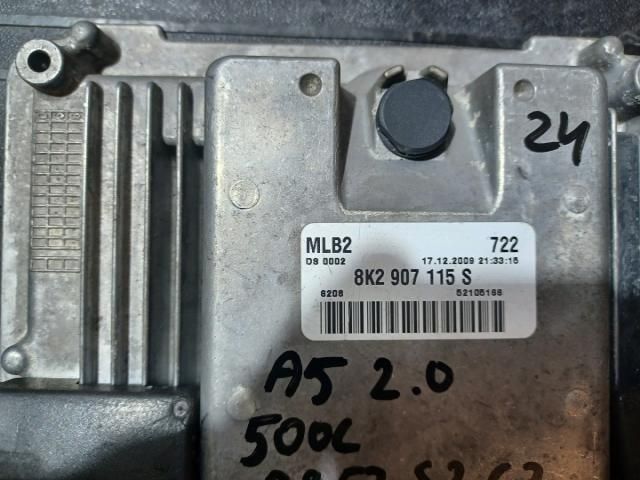 24
MLB2 722
DS 0002 17.12.2009 21:33:15
8K2 907 115 S
6208 52105166
A5 2.0